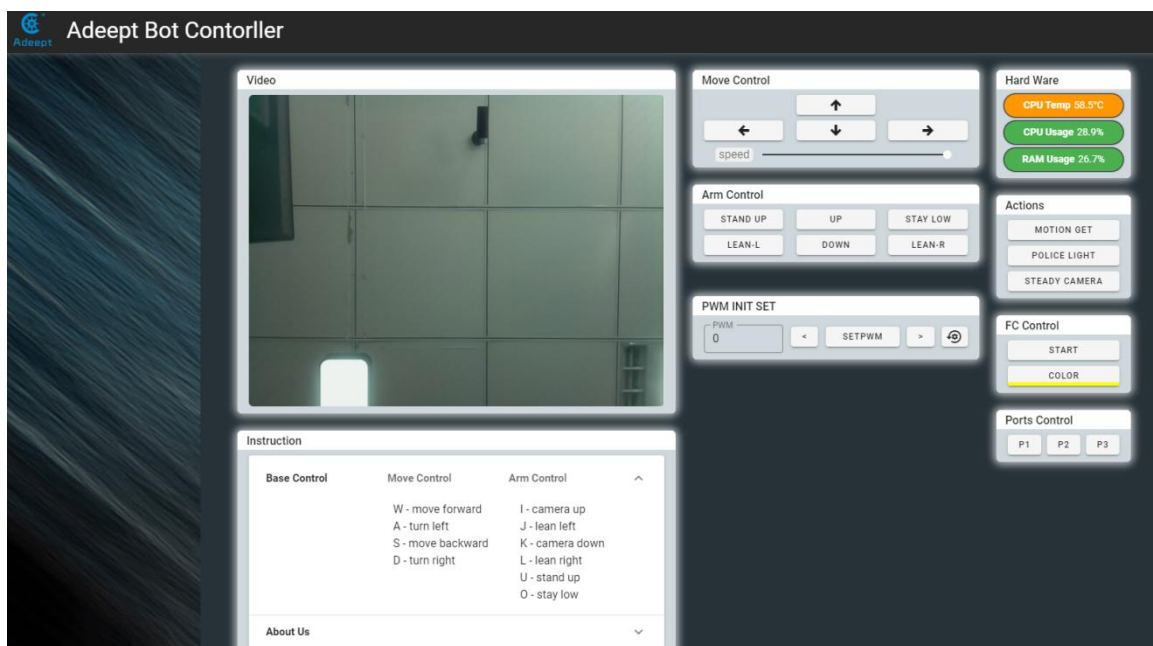 Adeept
Adeept Bot Contorller
Video
Move Control
speed
Arm Control
STAND UP UP STAY LOW
LEAN-L DOWN LEAN-R
PWM INIT SET
PWM
0 < SETPWM >
Hard Ware
CPU Temp 58.5°C
CPU Usage 28.9%
RAM Usage 26.7%
Actions
MOTION GET
POLICE LIGHT
STEADY CAMERA
FC Control
START
COLOR
Ports Control
P1 P2 P3
Instruction
Base Control Move Control Arm Control
W - move forward I - camera up
A - turn left J - lean left
S - move backward K - camera down
D - turn right L - lean right
U - stand up
O - stay low
About Us